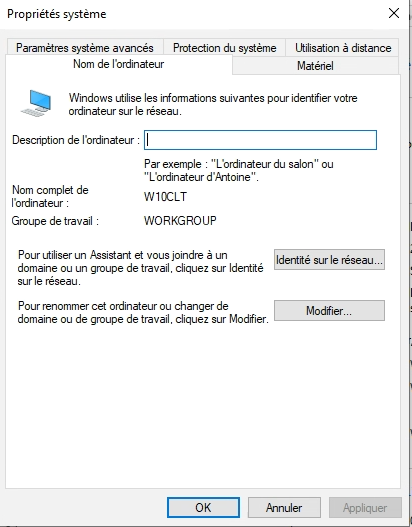 Propriétés système
Paramètres système avancés
Protection du système
Utilisation à distance
Nom de l'ordinateur
Matériel
Windows utilise les informations suivantes pour identifier votre
ordinateur sur le réseau.
Description de l'ordinateur :
Par exemple : "L'ordinateur du salon" ou
"L'ordinateur d'Antoine".
Nom complet de
l'ordinateur :
W10CLT
Groupe de travail :
WORKGROUP
Pour utiliser un Assistant et vous joindre à un
domaine ou un groupe de travail, cliquez sur Identité
sur le réseau.
Identité sur le réseau...
Pour renommer cet ordinateur ou changer de
domaine ou de groupe de travail, cliquez sur Modifier.
Modifier...
OK
Annuler
Appliquer